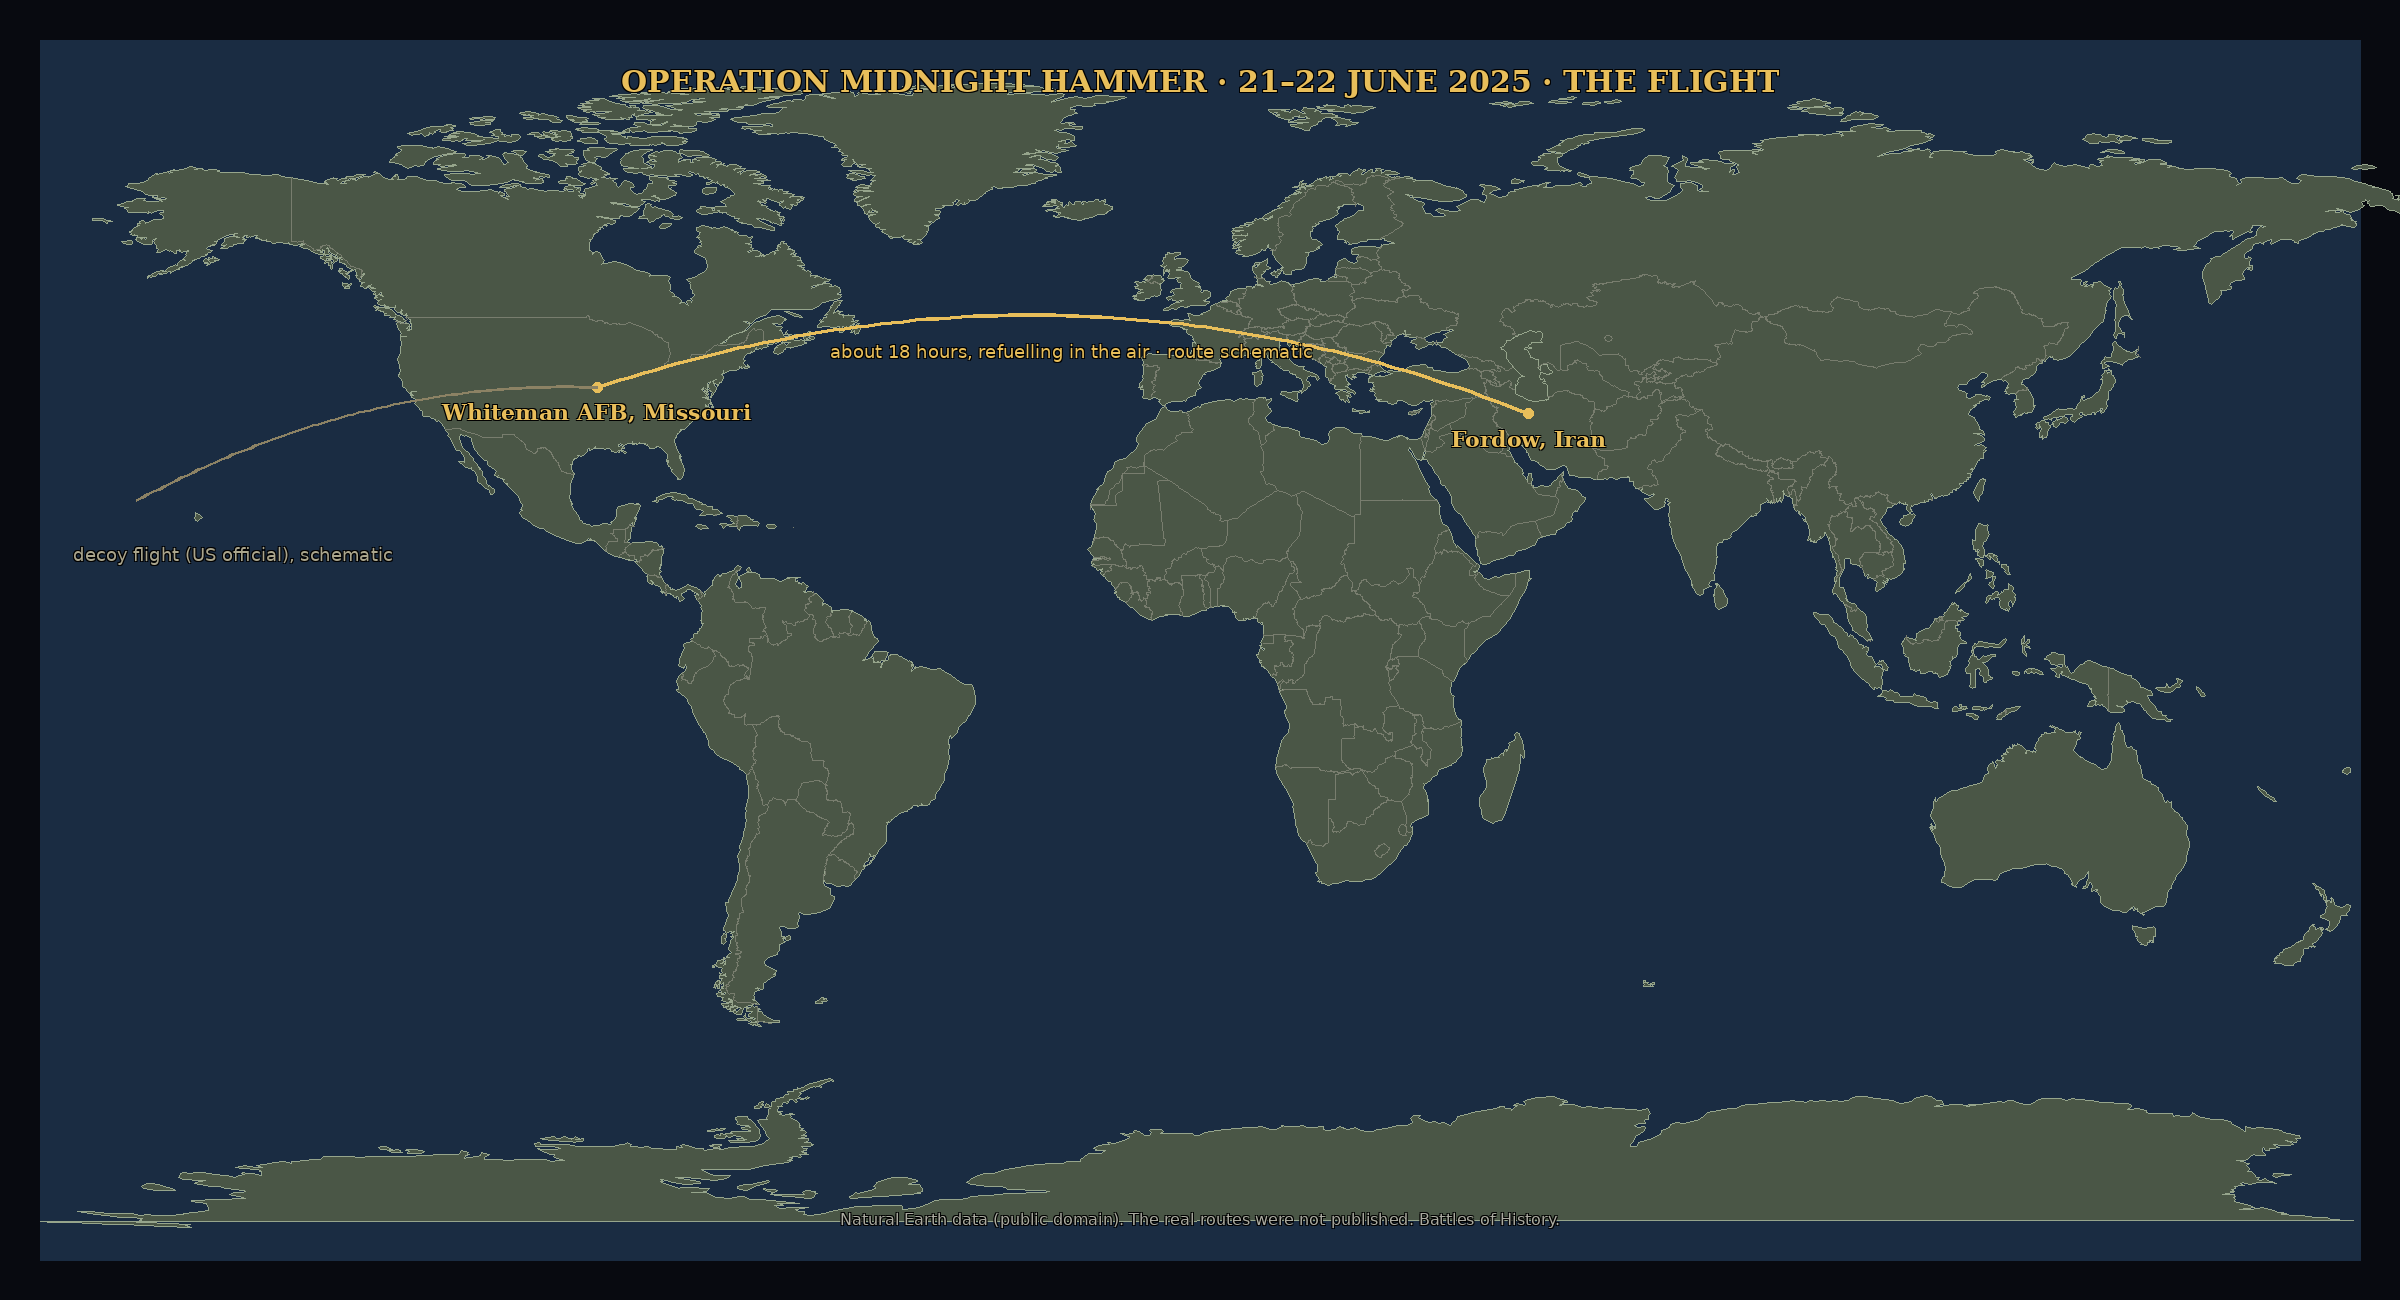 OPERATION MIDNIGHT HAMMER · 21–22 JUNE 2025 · THE FLIGHT
about 18 hours, refuelling in the air · route schematic
Whiteman AFB, Missouri
Fordow, Iran
decoy flight (US official), schematic
Natural Earth data (public domain). The real routes were not published. Battles of History.